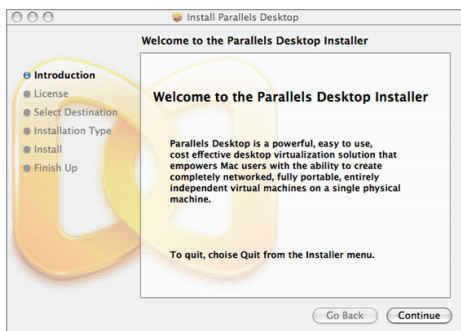 Install Parallels Desktop
Welcome to the Parallels Desktop Installer
Introduction
License
Select Destination
Installation Type
Install
Finish Up
Welcome to the Parallels Desktop Installer
Parallels Desktop is a powerful, easy to use,
cost effective desktop virtualization solution that
empowers Mac users with the ability to create
completely networked, fully portable, entirely
independent virtual machines on a single physical
machine.
To quit, choise Quit from the Installer menu.
Go Back
Continue